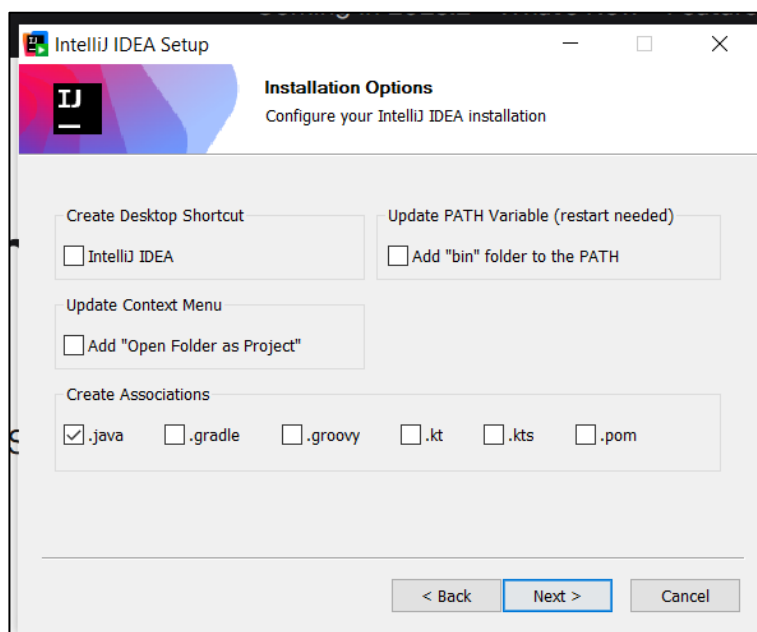 IntelliJ IDEA Setup
IJ
Installation Options
Configure your IntelliJ IDEA installation
Create Desktop Shortcut
IntelliJ IDEA
Update PATH Variable (restart needed)
Add "bin" folder to the PATH
Update Context Menu
Add "Open Folder as Project"
Create Associations
.java .gradle .groovy .kt .kts .pom
< Back Next > Cancel